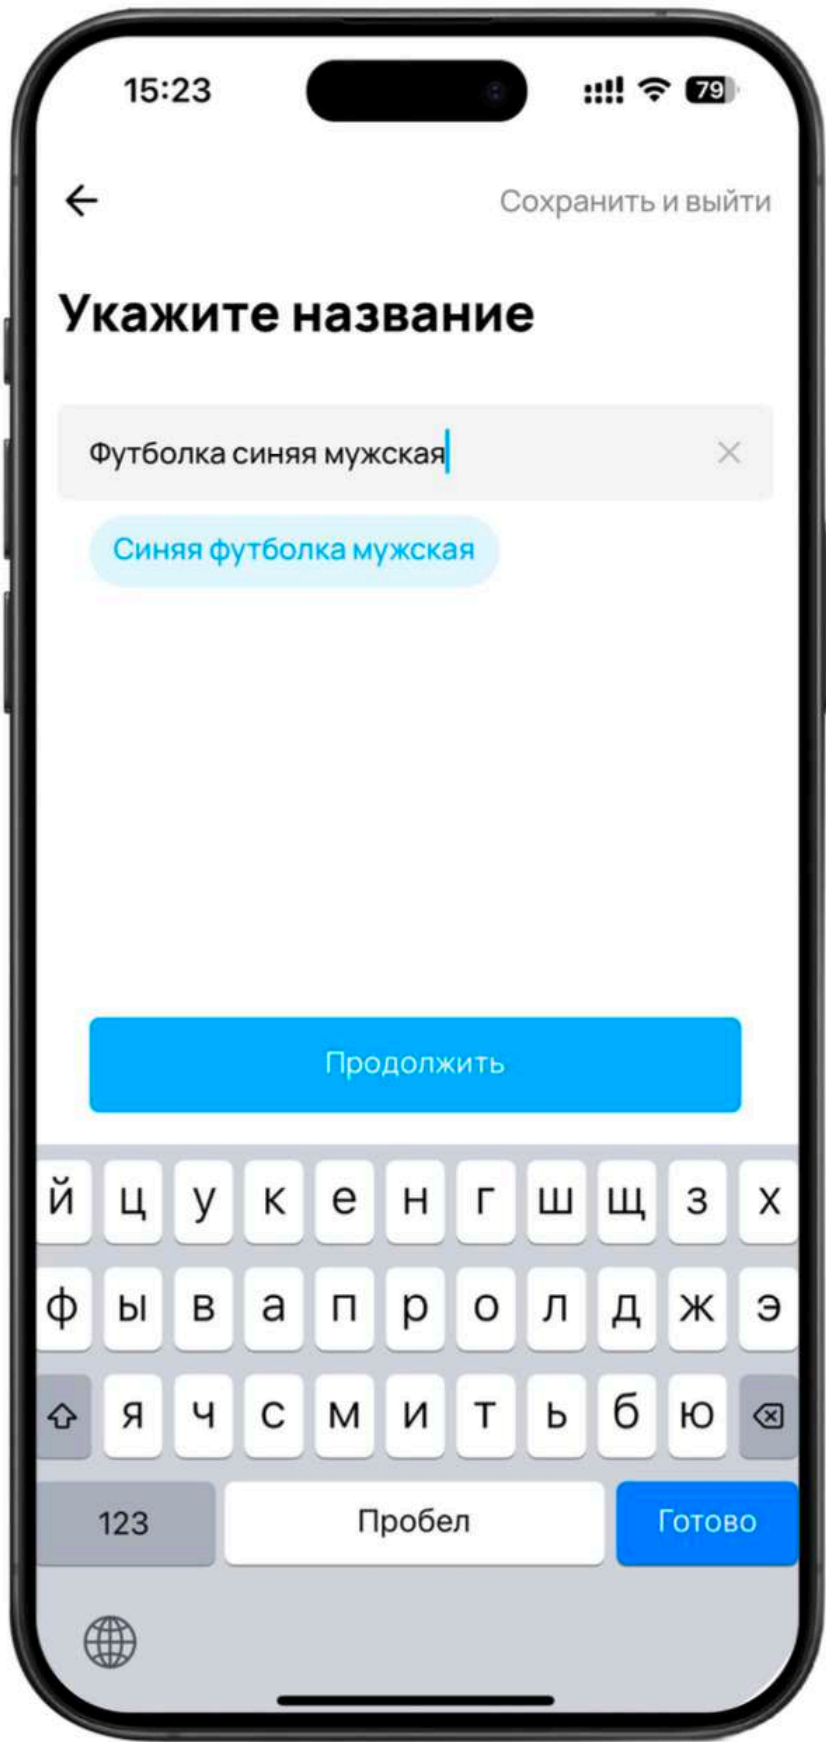 15:23
79
Сохранить и выйти
Укажите название
Футболка синяя мужская
Синяя футболка мужская
Продолжить
й ц у к е н г ш щ з х
ф ы в а п р о л д ж э
я ч с м и т ь б ю
123 Пробел Готово